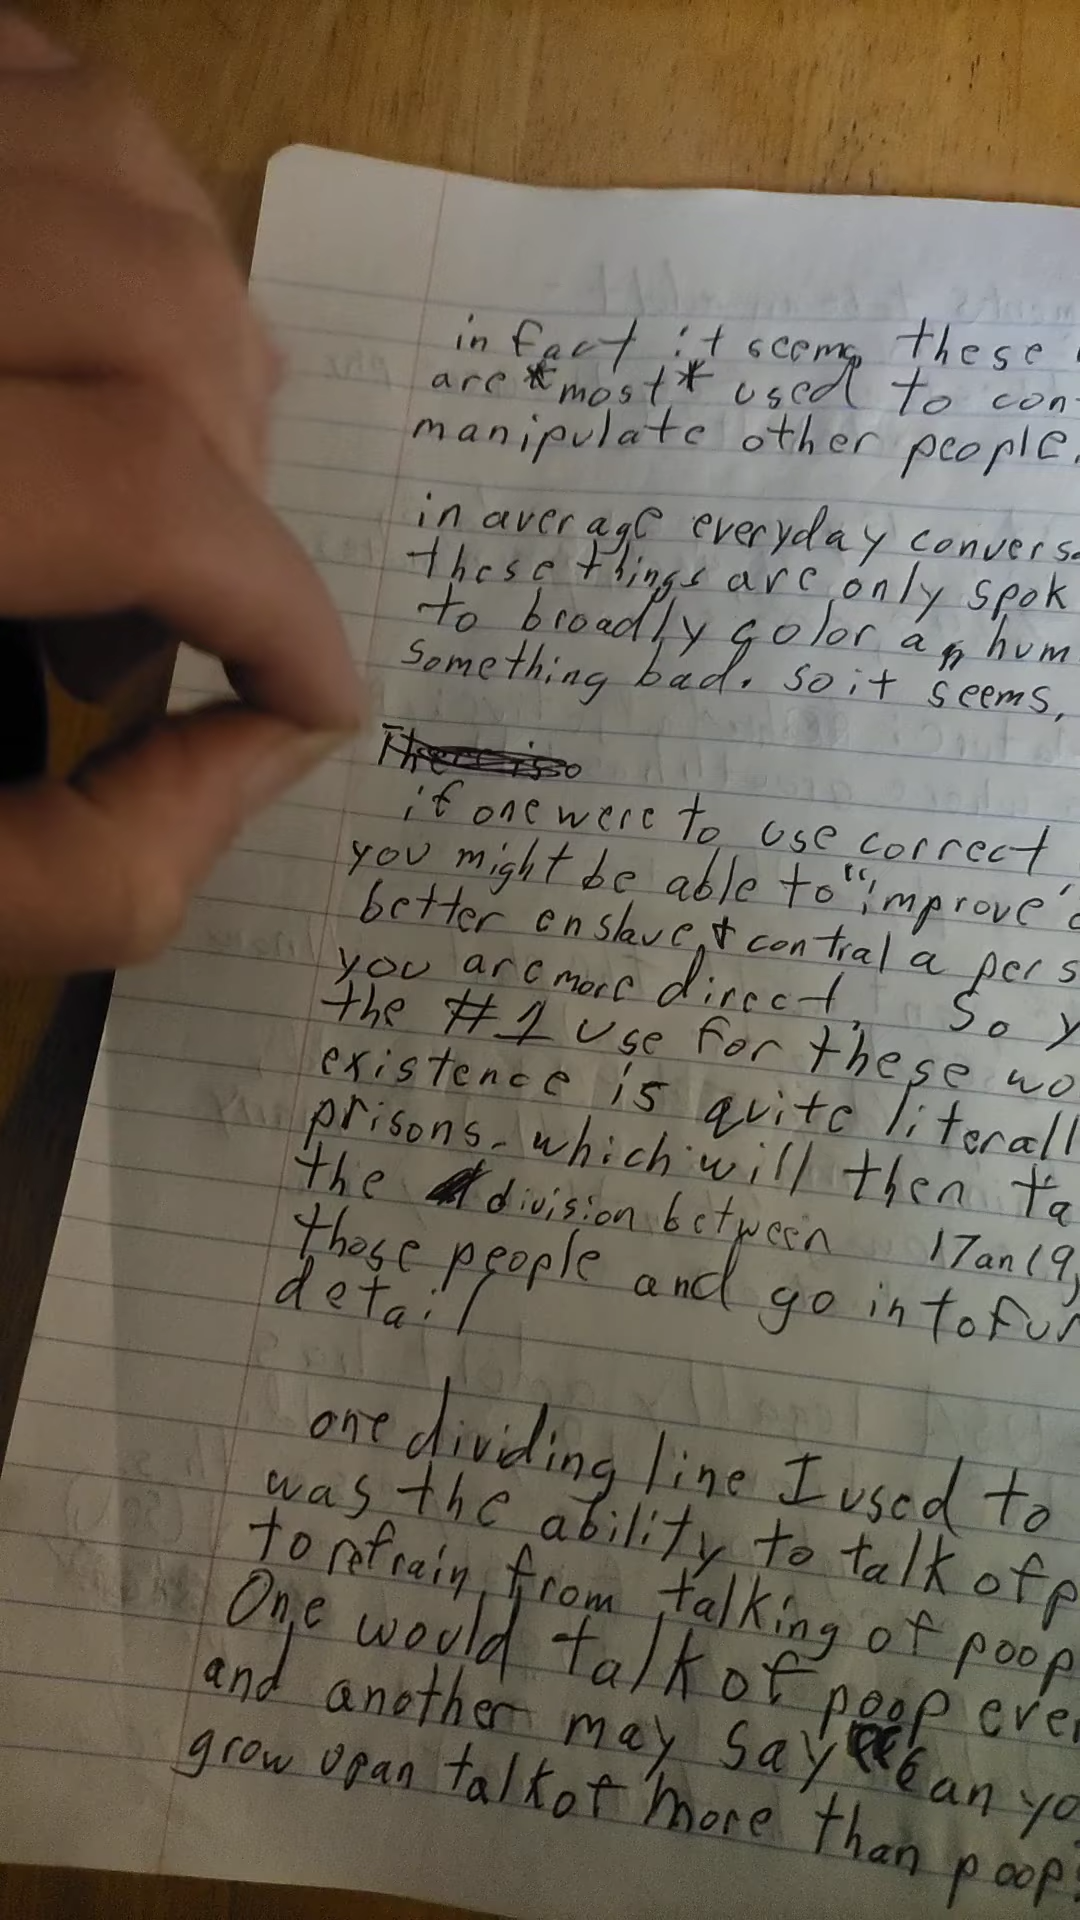 in fact it seems these
are *most* used to con
manipulate other people.
in average everyday convers
these things are only spok
to broadly color a hum
something bad. so it seems,
if one were to use correct
you might be able to "improve"
better enslave & control a pers
you are more direct, So y
the #1 use for these wo
existence is quite literall
prisons. which will then ta
the division between 17an19,
those people and go into fur
detail
one dividing line I used to
was the ability to talk of p
to refrain from talking of poop
One would talk of poop eve
and another may say "can yo
grow up an talk of more than poop?